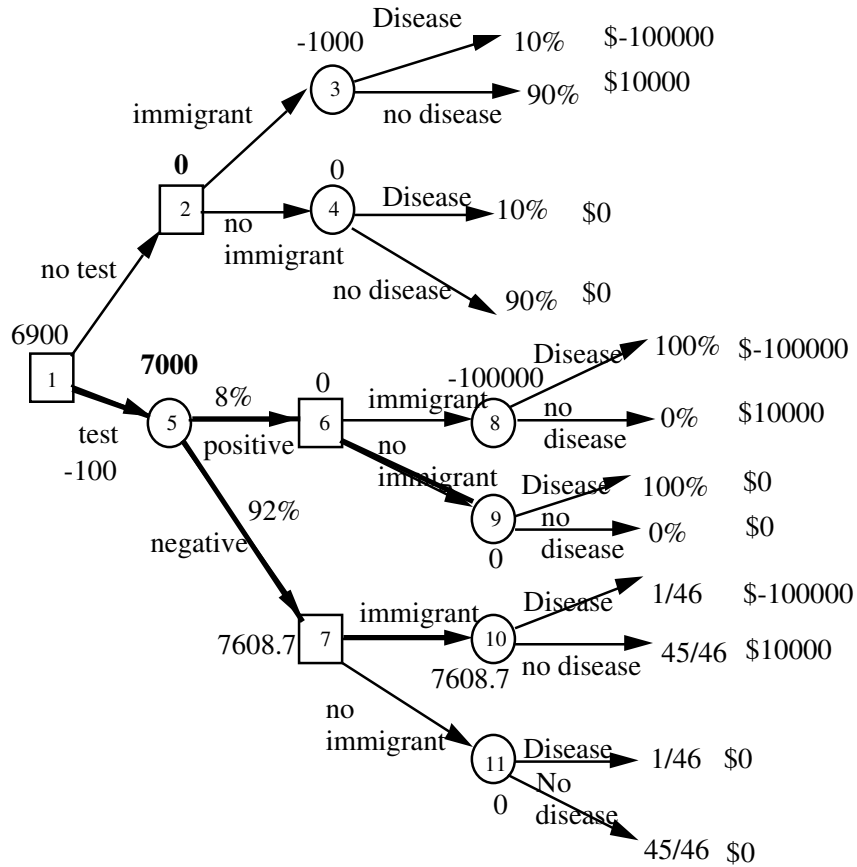 Disease
-1000
10% $-100000
3
90% $10000
immigrant
no disease
0
0
Disease
2
4
10% $0
no
immigrant
no test
no disease
90% $0
6900
100% $-100000
Disease
7000
0
-100000
1
8%
immigrant
5
6
8
no
disease
0% $10000
test
positive
no
immigrant
-100
Disease
100% $0
92%
9
no
disease
0% $0
negative
0
Disease
1/46 $-100000
immigrant
7608.7
7
10
no disease
45/46 $10000
7608.7
no
immigrant
Disease
1/46 $0
11
No
disease
0
45/46 $0